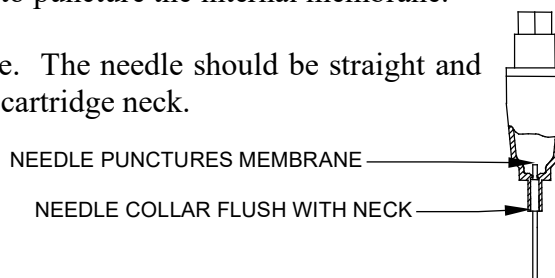 to puncture the internal membrane.
e. The needle should be straight and
cartridge neck.
NEEDLE PUNCTURES MEMBRANE
NEEDLE COLLAR FLUSH WITH NECK